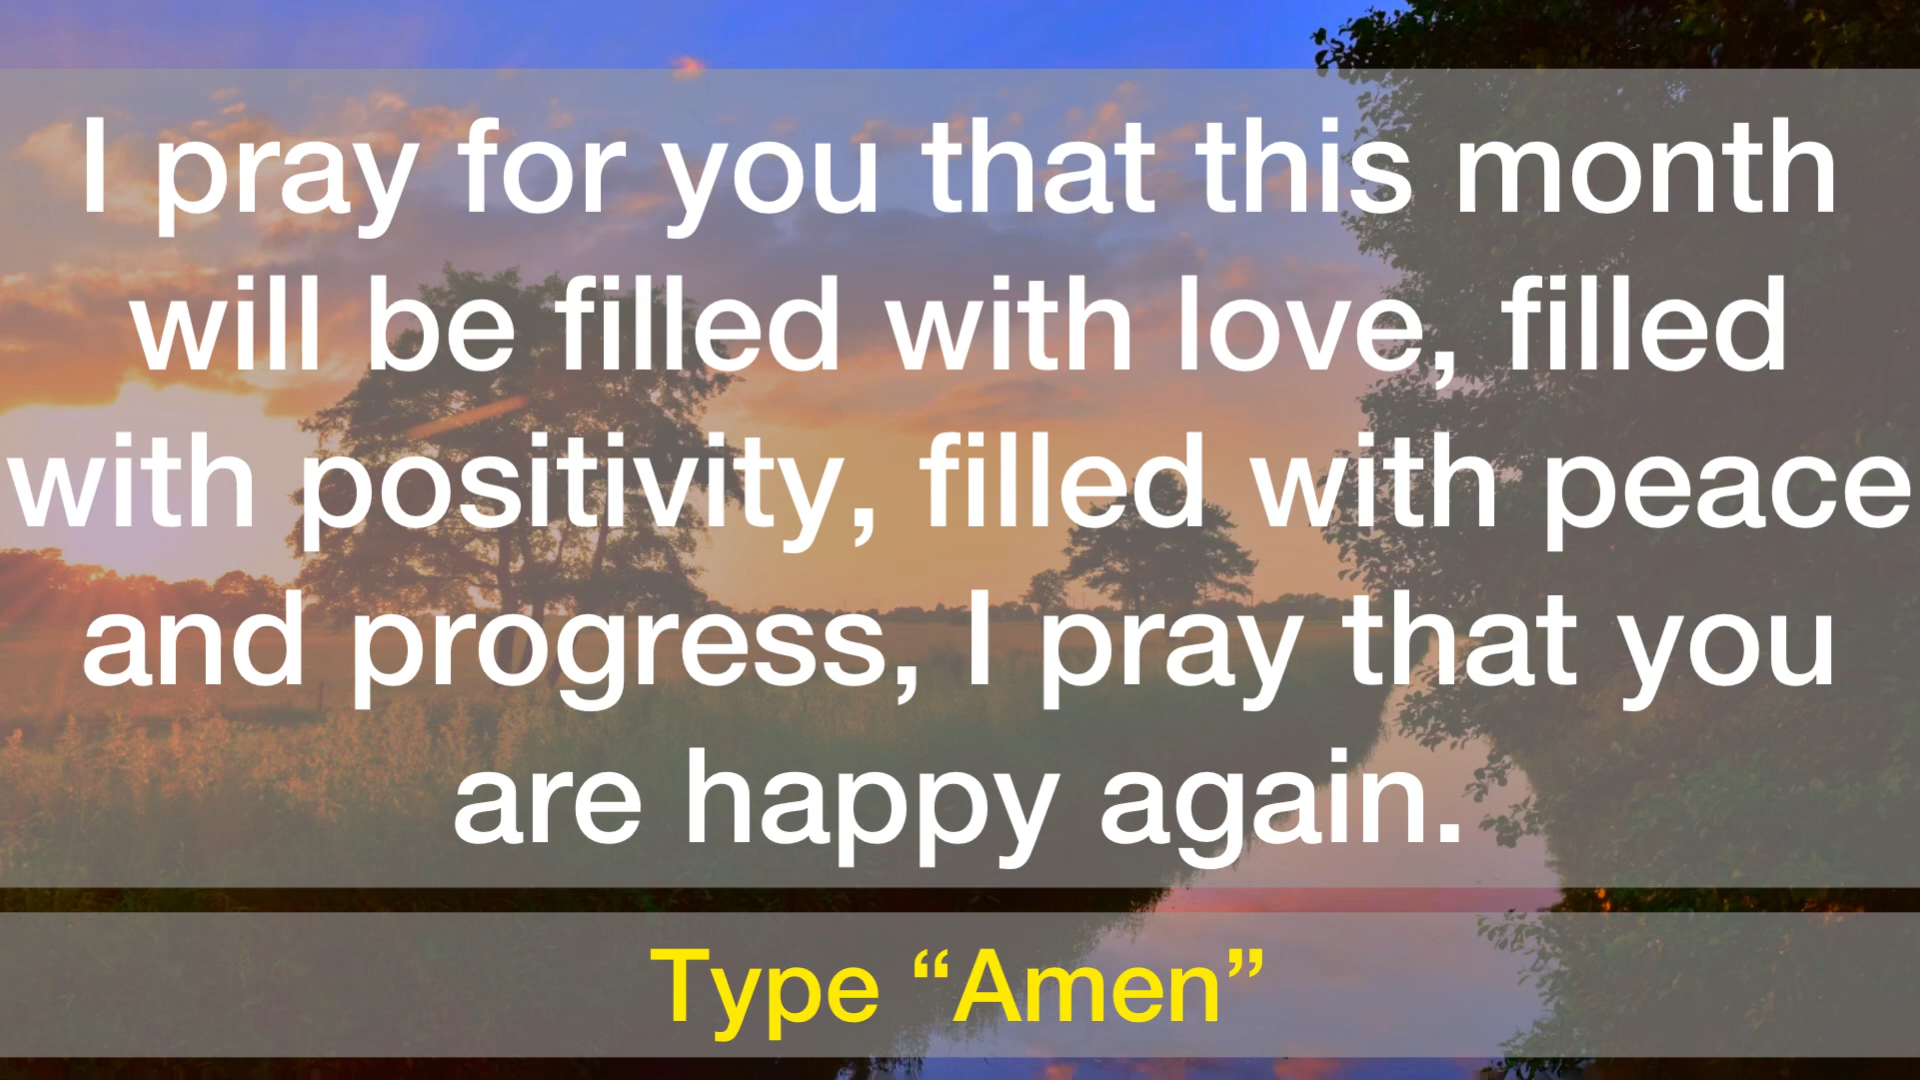 I pray for you that this month
will be filled with love, filled
with positivity, filled with peace
and progress, I pray that you
are happy again.
Type “Amen”